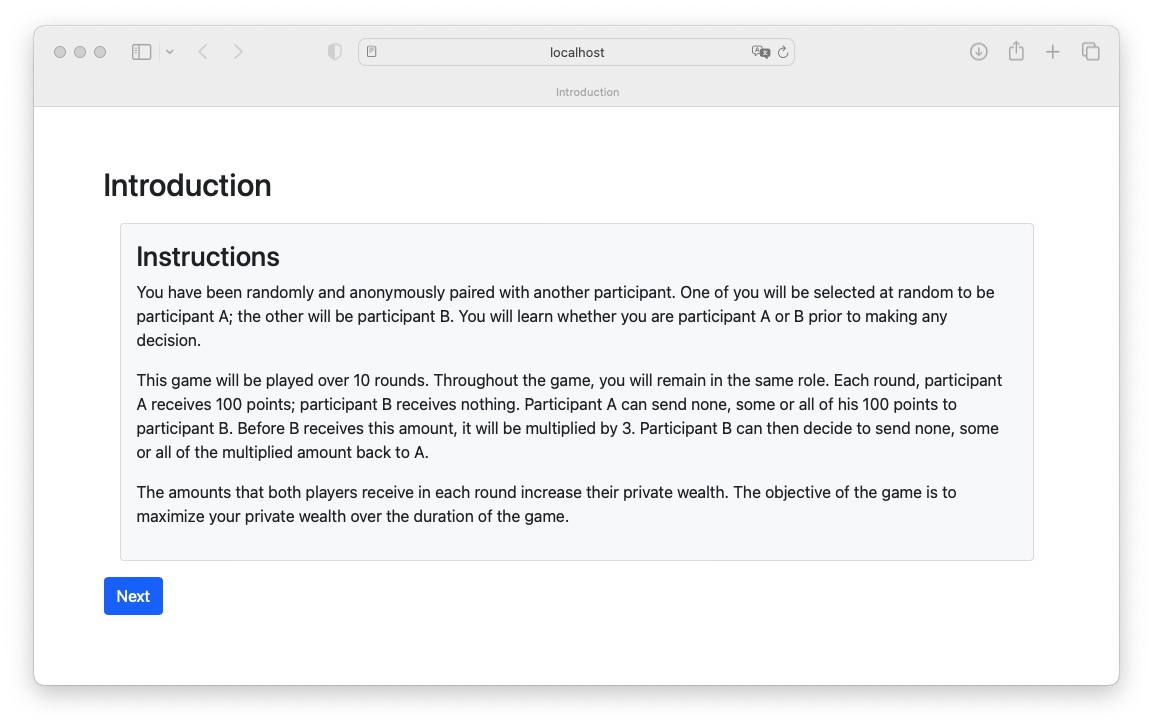 localhost
Introduction
Introduction
Instructions
You have been randomly and anonymously paired with another participant. One of you will be selected at random to be
participant A; the other will be participant B. You will learn whether you are participant A or B prior to making any
decision.
This game will be played over 10 rounds. Throughout the game, you will remain in the same role. Each round, participant
A receives 100 points; participant B receives nothing. Participant A can send none, some or all of his 100 points to
participant B. Before B receives this amount, it will be multiplied by 3. Participant B can then decide to send none, some
or all of the multiplied amount back to A.
The amounts that both players receive in each round increase their private wealth. The objective of the game is to
maximize your private wealth over the duration of the game.
Next